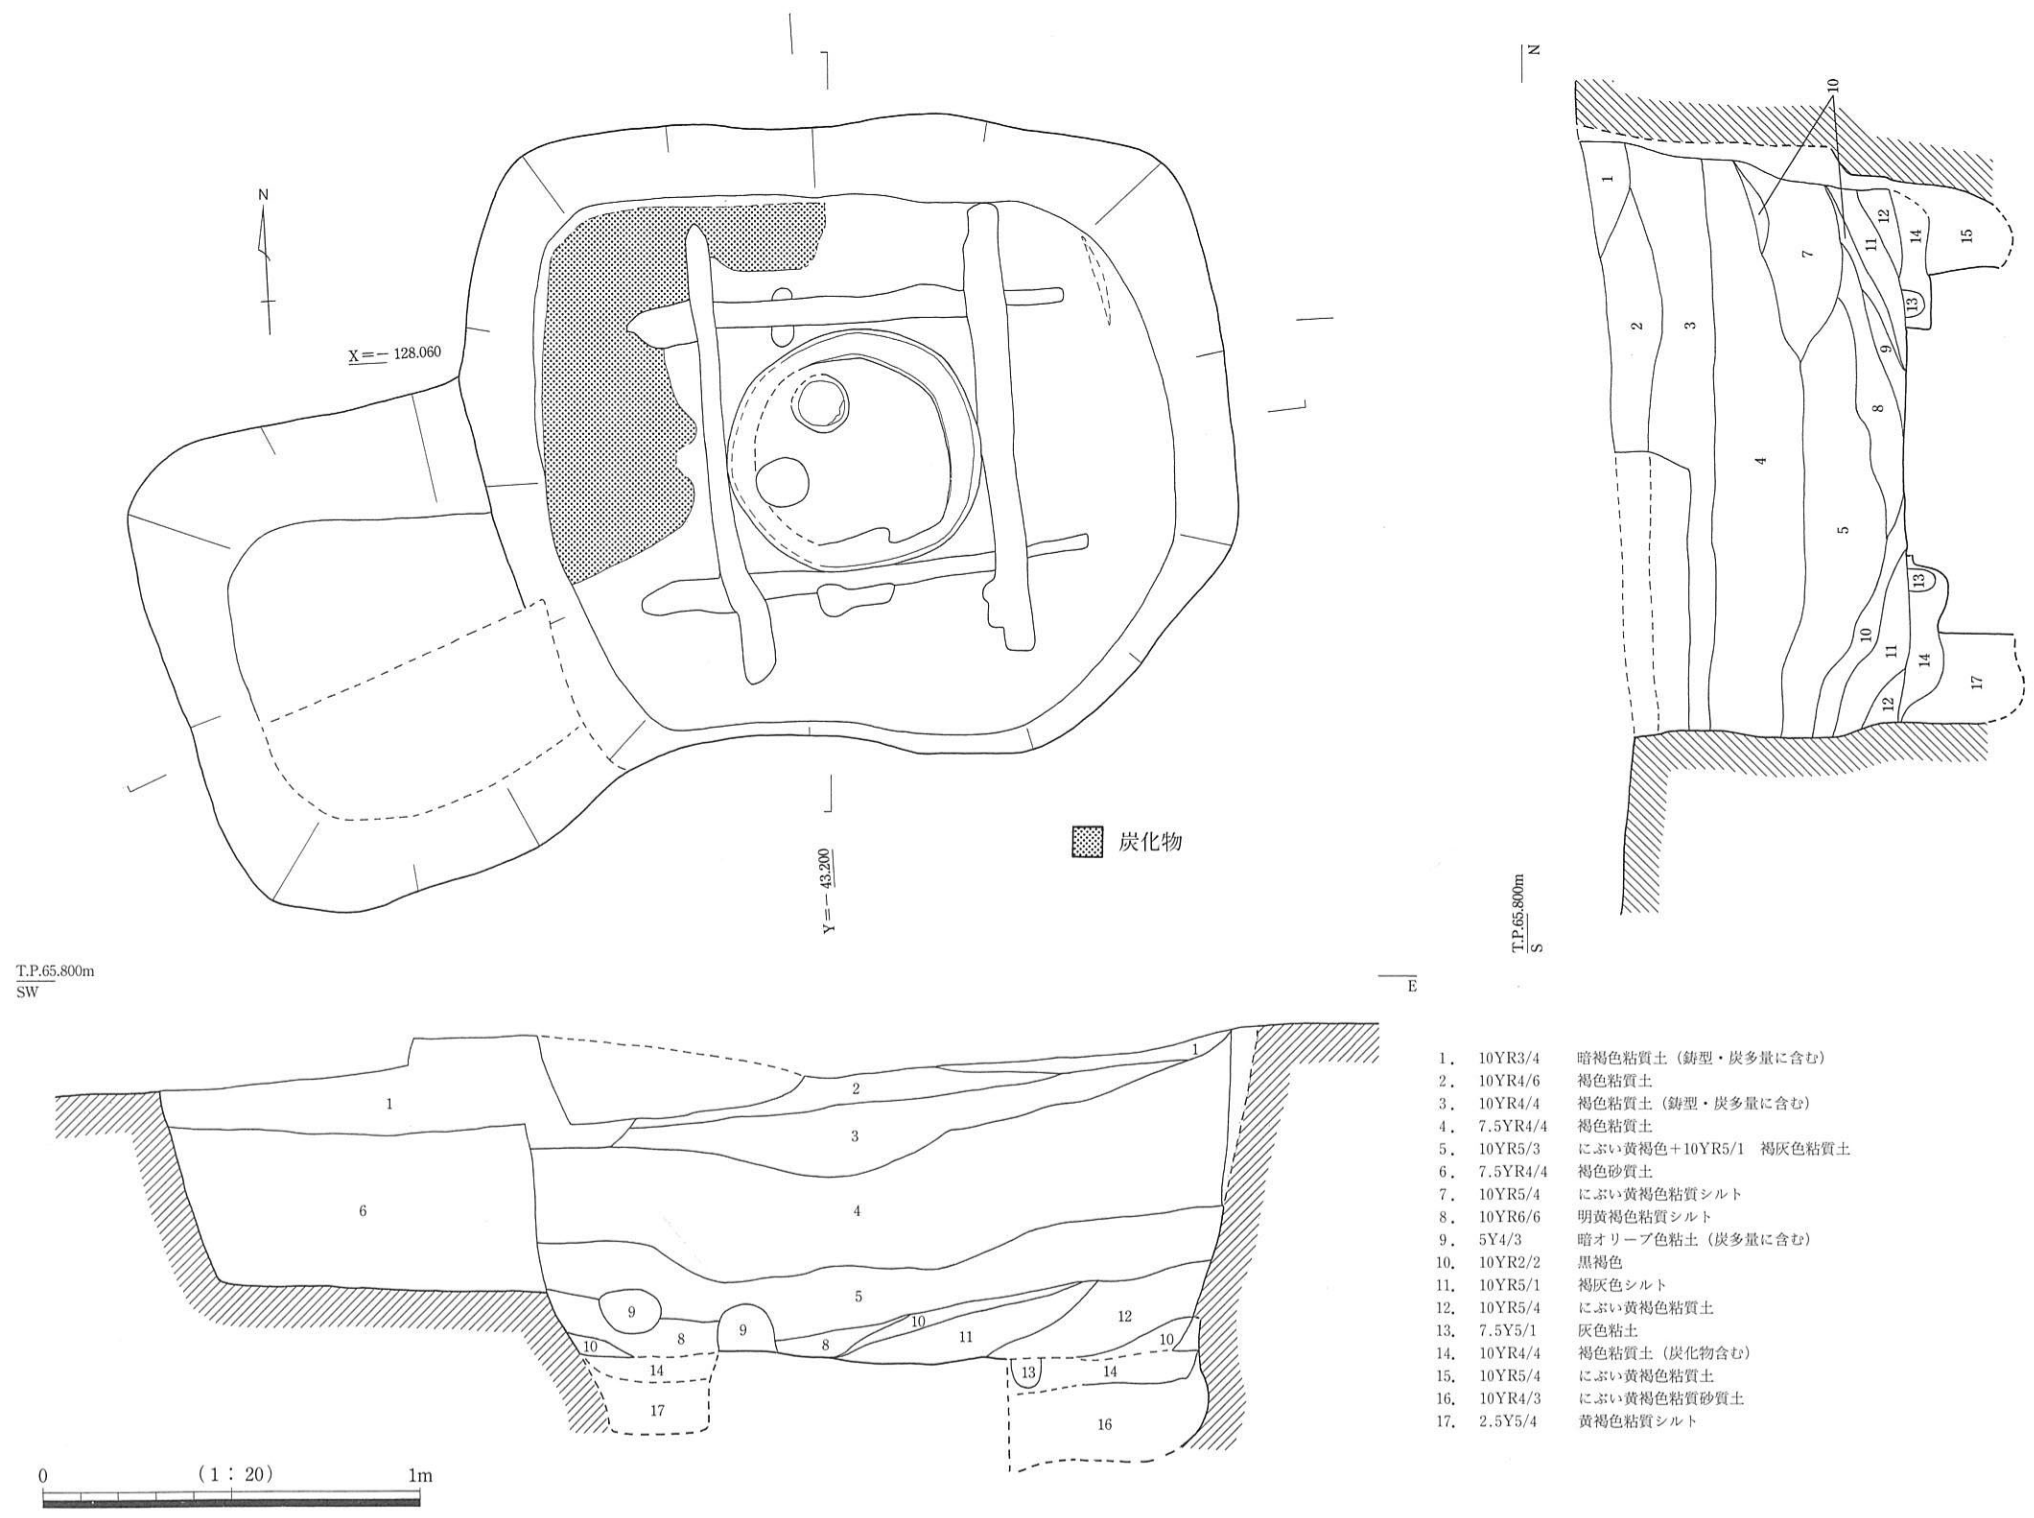 N
X=－128.060
炭化物
Y=－43.200
N
10
1
2
3
4
5
7
8
9
10
11
11
12
12
13
13
14
14
15
17
T.P.65.800m
S
T.P.65.800m
SW
E
1
1
2
3
4
5
6
9
9
8
8
10
10
10
11
12
13
14
14
16
17
0 (1：20) 1m
1. 10YR3/4 暗褐色粘質土（鋳型・炭多量に含む）
2. 10YR4/6 褐色粘質土
3. 10YR4/4 褐色粘質土（鋳型・炭多量に含む）
4. 7.5YR4/4 褐色粘質土
5. 10YR5/3 にぶい黄褐色＋10YR5/1　褐灰色粘質土
6. 7.5YR4/4 褐色砂質土
7. 10YR5/4 にぶい黄褐色粘質シルト
8. 10YR6/6 明黄褐色粘質シルト
9. 5Y4/3 暗オリーブ色粘土（炭多量に含む）
10. 10YR2/2 黒褐色
11. 10YR5/1 褐灰色シルト
12. 10YR5/4 にぶい黄褐色粘質土
13. 7.5Y5/1 灰色粘土
14. 10YR4/4 褐色粘質土（炭化物含む）
15. 10YR5/4 にぶい黄褐色粘質土
16. 10YR4/3 にぶい黄褐色粘質砂質土
17. 2.5Y5/4 黄褐色粘質シルト